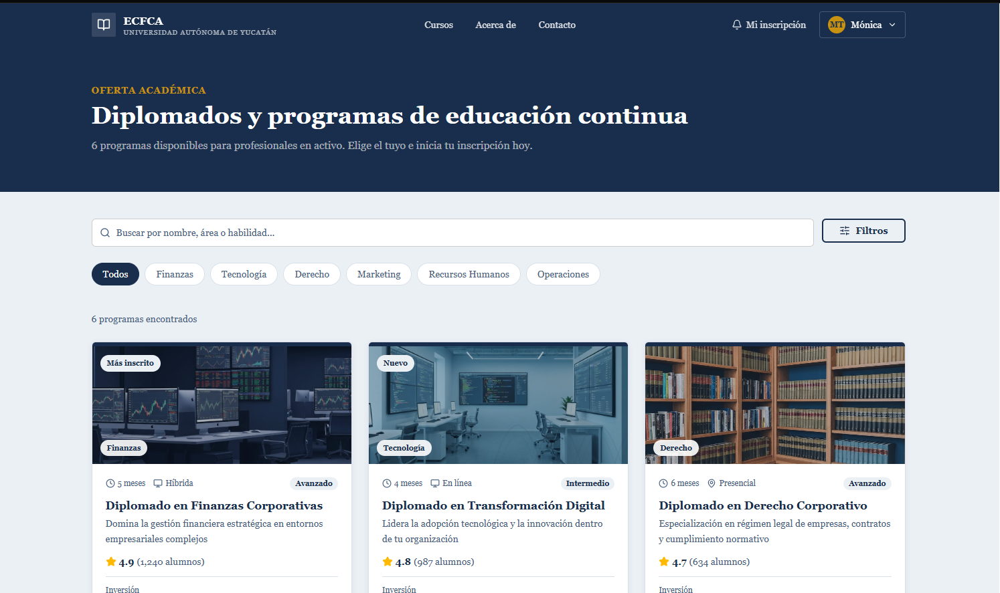 ECFCA
UNIVERSIDAD AUTÓNOMA DE YUCATÁN
Cursos
Acerca de
Contacto
Mi inscripción
MT
Mónica
OFERTA ACADÉMICA
Diplomados y programas de educación continua
6 programas disponibles para profesionales en activo. Elige el tuyo e inicia tu inscripción hoy.
Buscar por nombre, área o habilidad...
Filtros
Todos
Finanzas
Tecnología
Derecho
Marketing
Recursos Humanos
Operaciones
6 programas encontrados
Más inscrito
Finanzas
5 meses
Híbrida
Avanzado
Diplomado en Finanzas Corporativas
Domina la gestión financiera estratégica en entornos
empresariales complejos
4.9 (1,240 alumnos)
Inversión
Nuevo
Tecnología
4 meses
En línea
Intermedio
Diplomado en Transformación Digital
Lidera la adopción tecnológica y la innovación dentro
de tu organización
4.8 (987 alumnos)
Inversión
Derecho
6 meses
Presencial
Avanzado
Diplomado en Derecho Corporativo
Especialización en régimen legal de empresas, contratos
y cumplimiento normativo
4.7 (634 alumnos)
Inversión